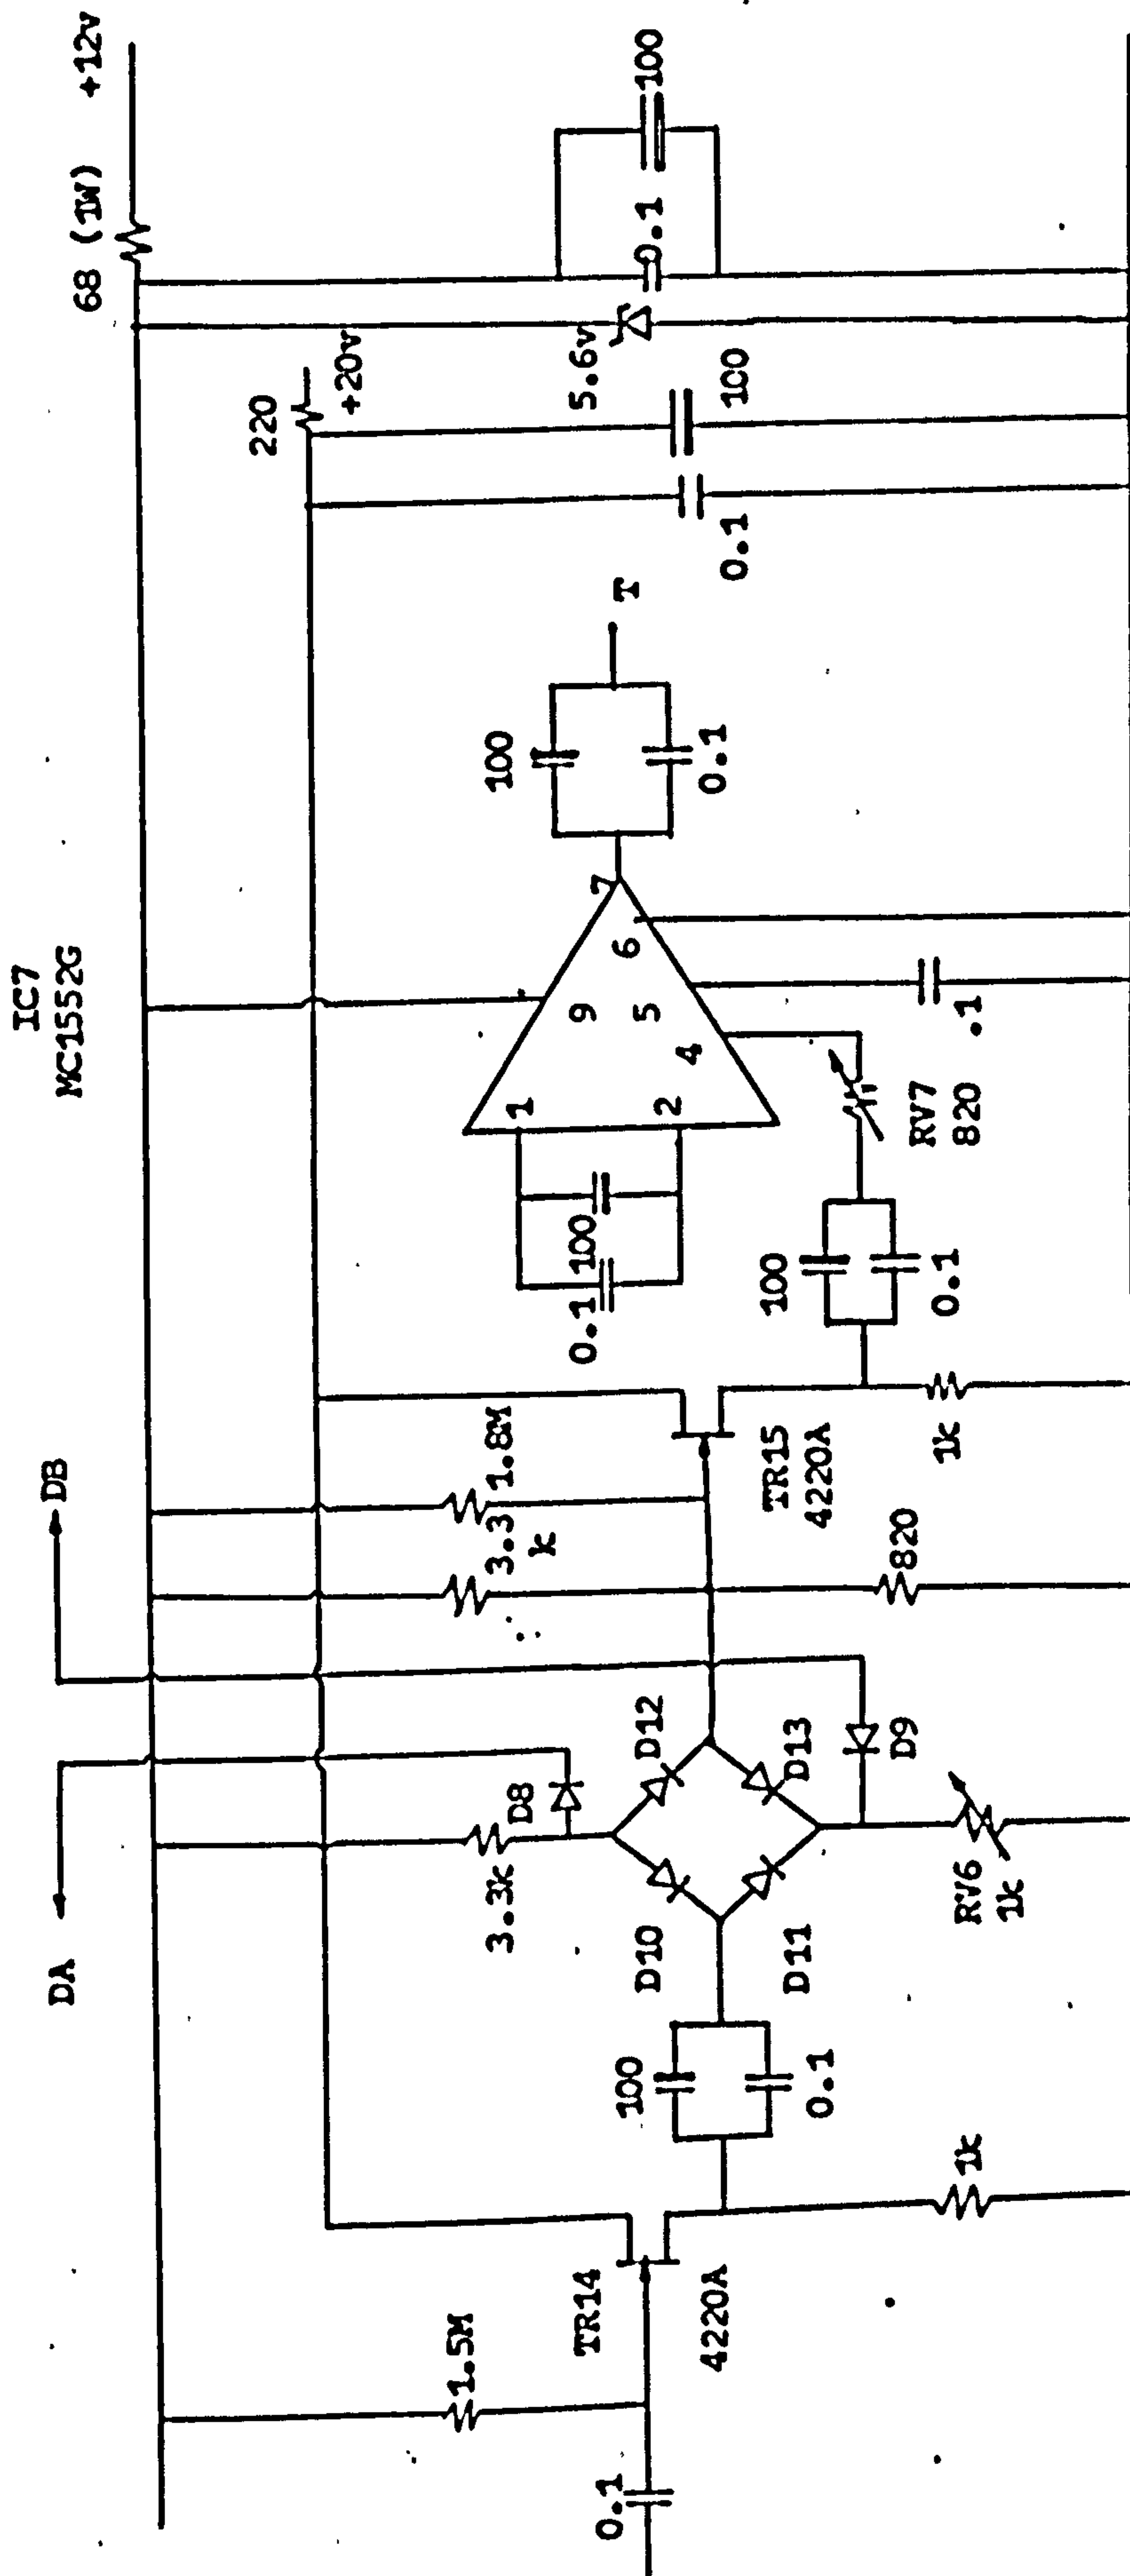 IC7
MC1552G
DA
DB
68 (1W)
+12v
220
+20v
1.5M
3.3k
3.3
k
1.8M
0.1
TR14
4220A
1k
100
0.1
D10
D11
D8
D12
D13
D9
RV6
1k
820
TR15
4220A
1k
0.1
100
1
2
9
4
5
6
7
100
0.1
RV7
820
.1
100
0.1
T
0.1
100
5.6v
0.1
100